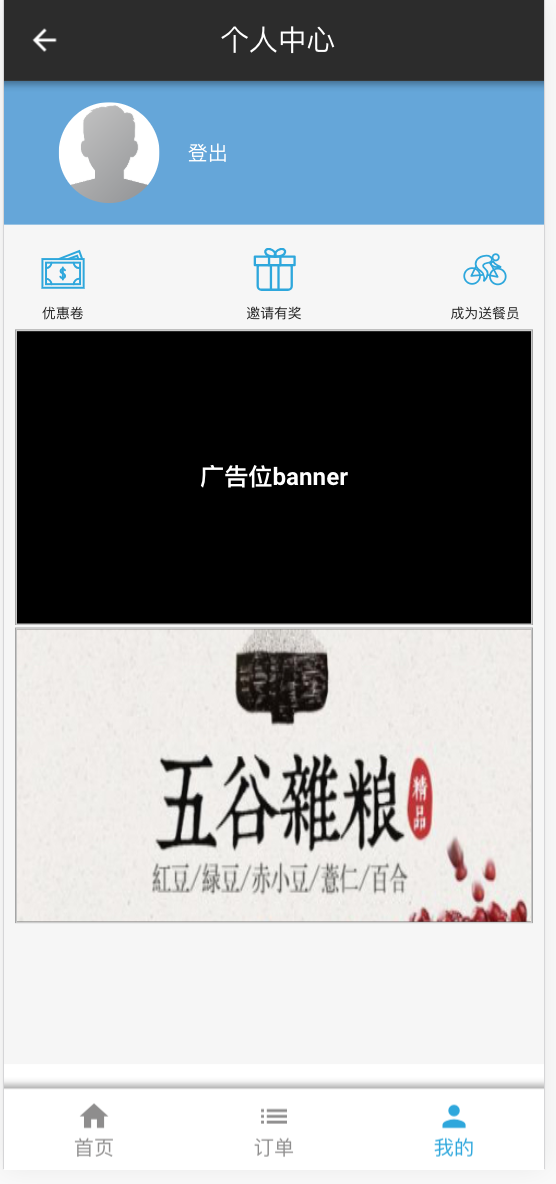 个人中心
登出
优惠卷
邀请有奖
成为送餐员
广告位banner
五谷雜粮
精品
紅豆/緑豆/赤小豆/薏仁/百合
首页
订单
我的